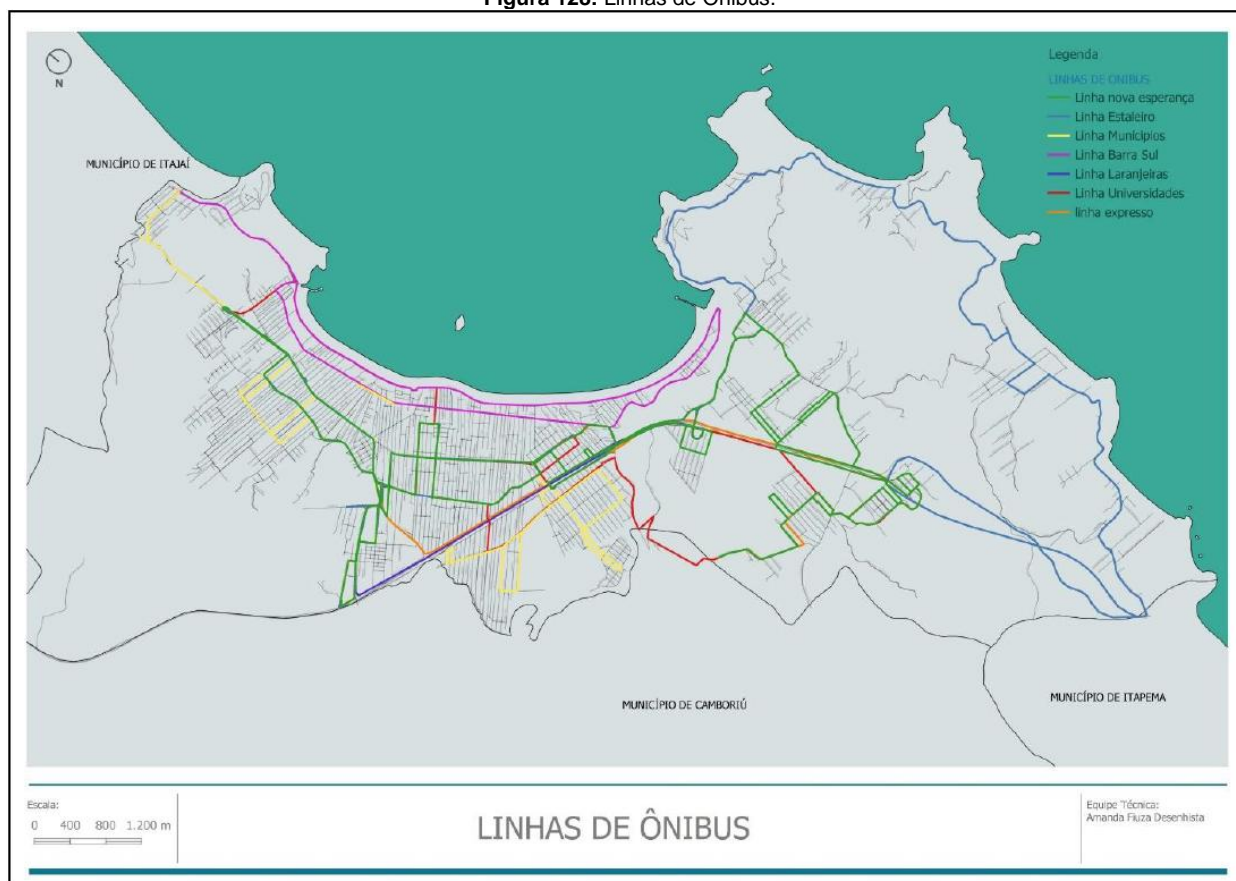 Figura 128. Linhas de Ônibus.
N
MUNICÍPIO DE ITAJAÍ
Legenda
LINHAS DE ONIBUS
Linha nova esperança
Linha Estaleiro
Linha Municipios
Linha Barra Sul
Linha Laranjeiras
Linha Universidades
linha expresso
MUNICÍPIO DE CAMBORIÚ
MUNICÍPIO DE ITAPEMA
Escala:
0 400 800 1.200 m
LINHAS DE ÔNIBUS
Equipe Técnica:
Amanda Fiuza Desenhista